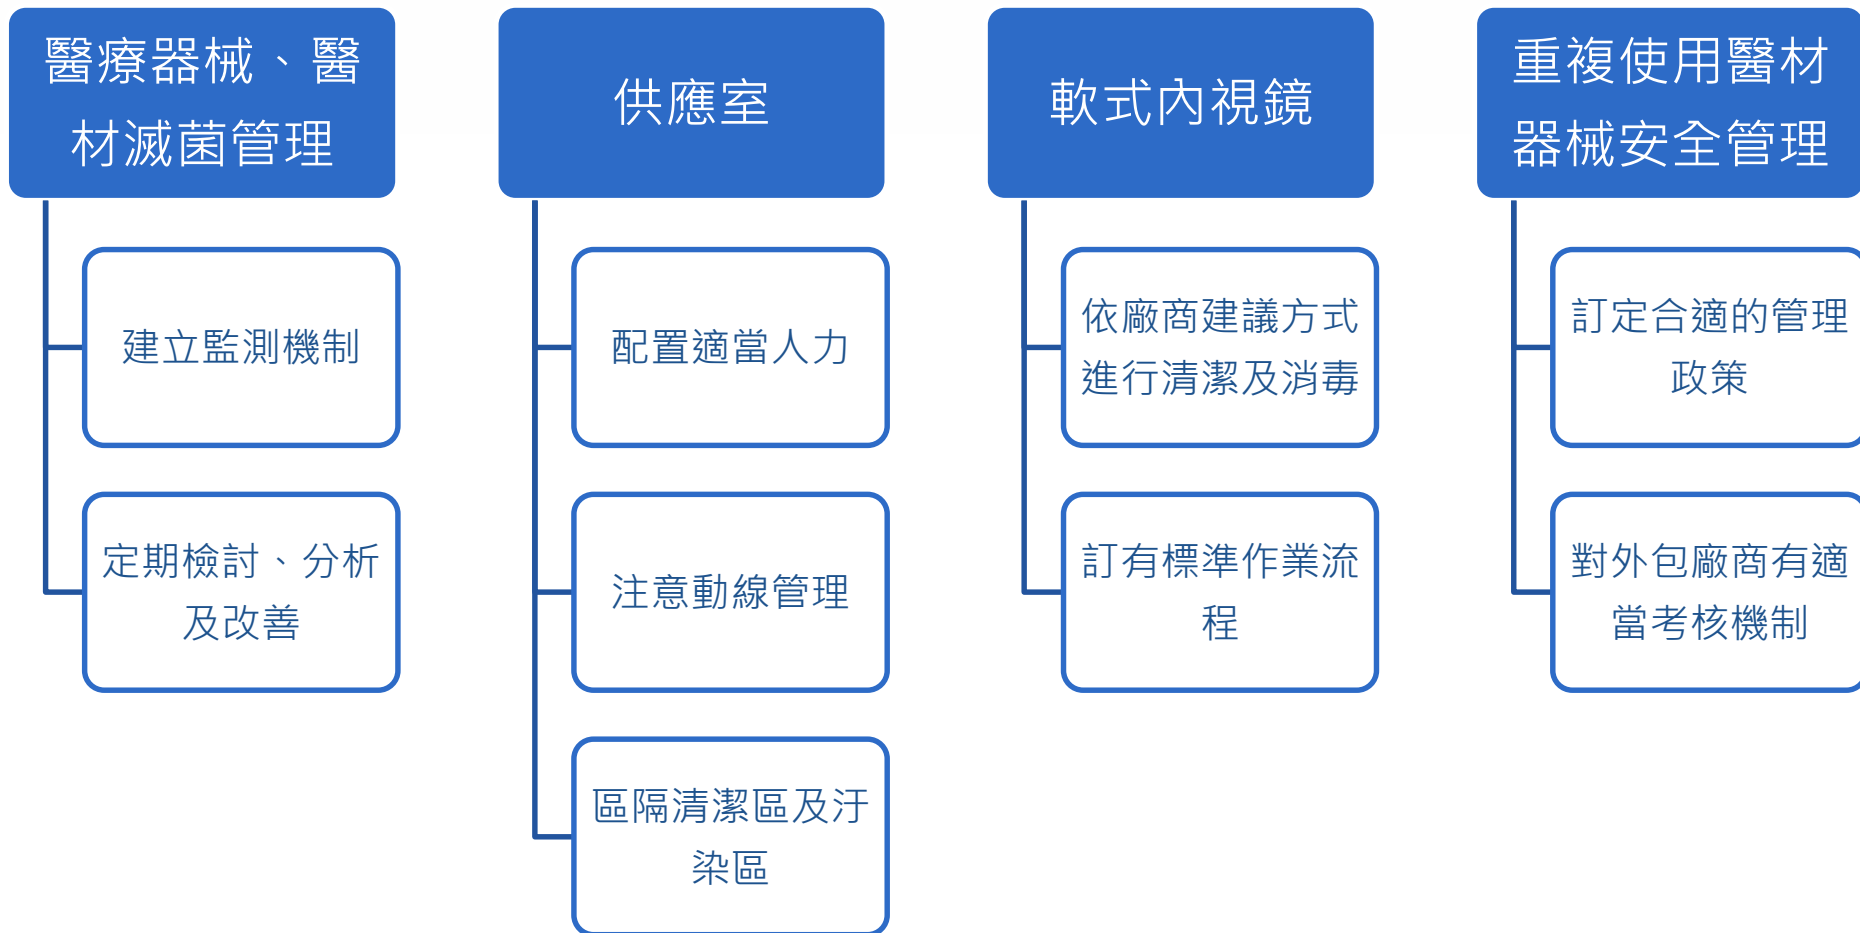 醫療器械、醫
材滅菌管理
建立監測機制
定期檢討、分析
及改善
供應室
配置適當人力
注意動線管理
區隔清潔區及汙
染區
軟式內視鏡
依廠商建議方式
進行清潔及消毒
訂有標準作業流
程
重複使用醫材
器械安全管理
訂定合適的管理
政策
對外包廠商有適
當考核機制